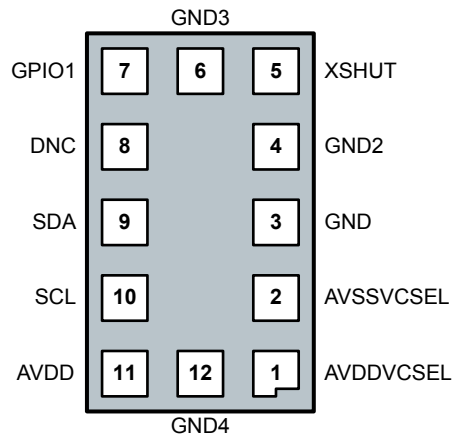 GND3
GPIO1 7 6 5 XSHUT
DNC 8 4 GND2
SDA 9 3 GND
SCL 10 2 AVSSVCSEL
AVDD 11 12 1 AVDDVCSEL
GND4